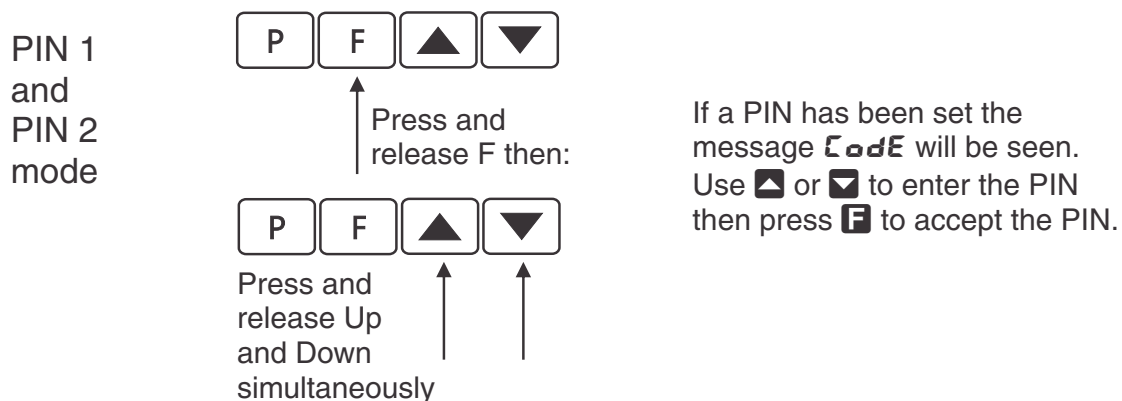 PIN 1
and
PIN 2
mode
P F
Press and
release F then:
P F
Press and
release Up
and Down
simultaneously
If a PIN has been set the
message CodE will be seen.
Use or to enter the PIN
then press F to accept the PIN.